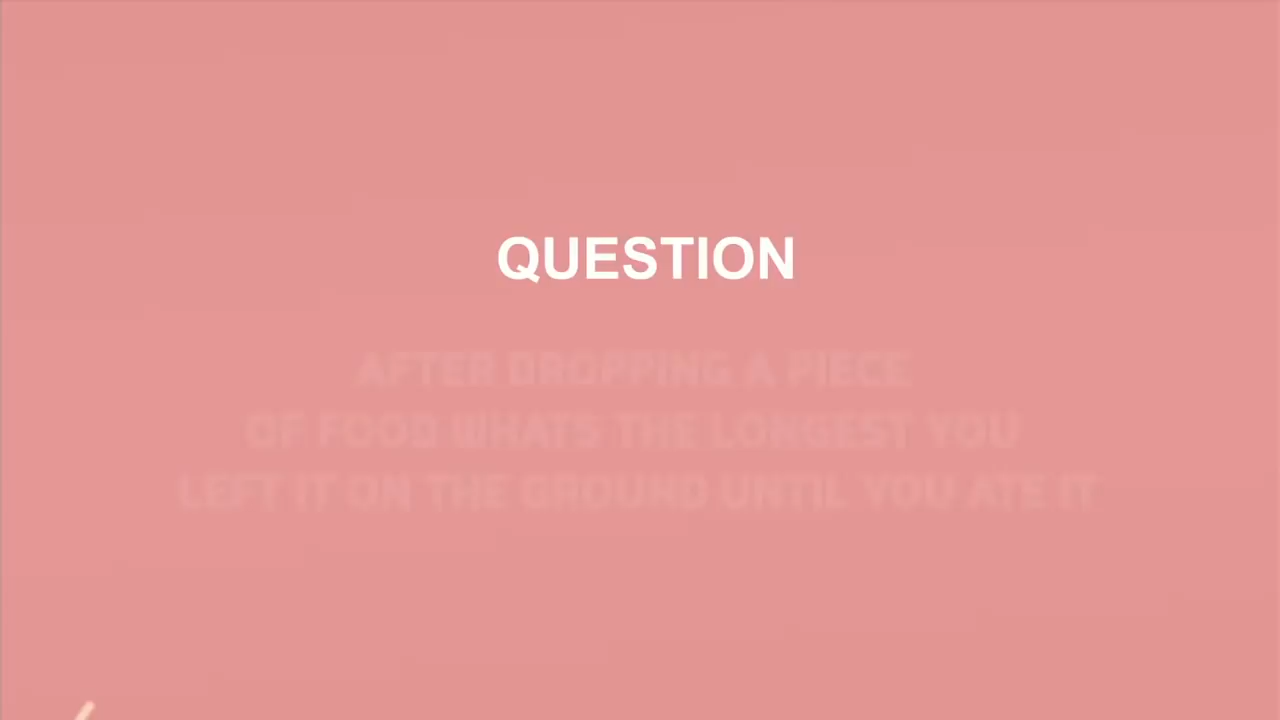 QUESTION
AFTER DROPPING A PIECE
OF FOOD WHATS THE LONGEST YOU
LEFT IT ON THE GROUND UNTIL YOU ATE IT